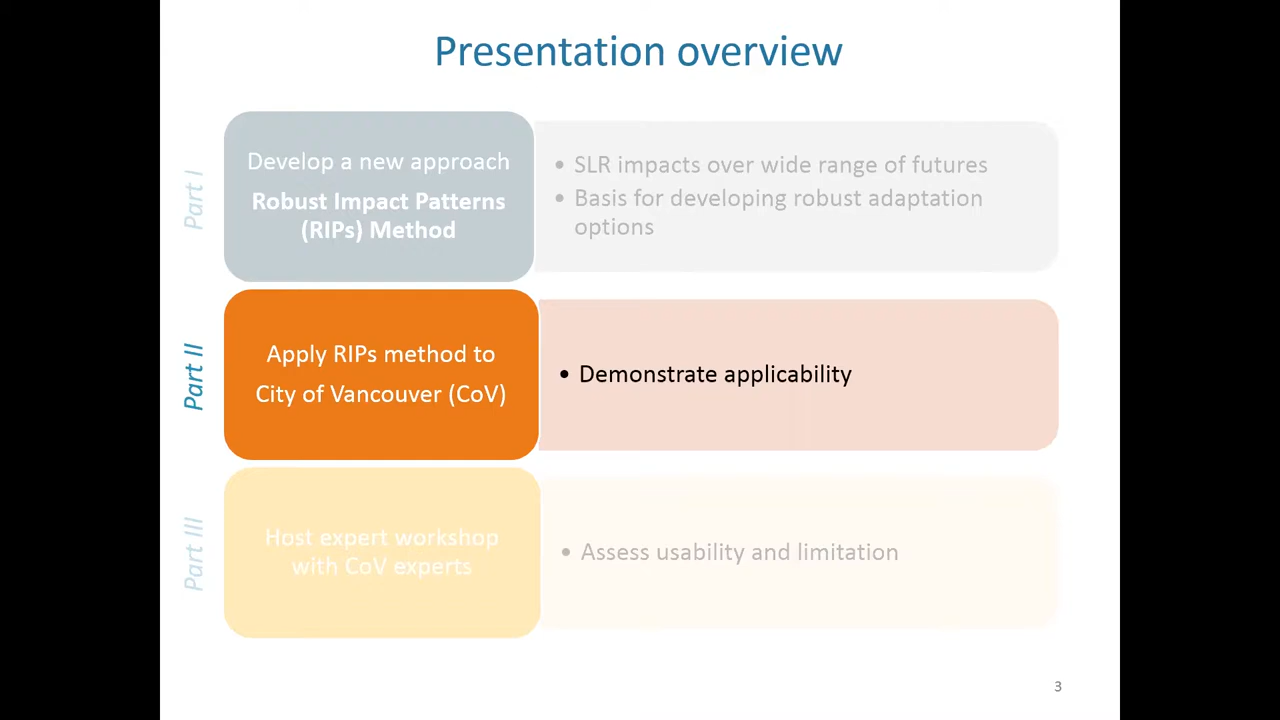 Presentation overview
Part I
Develop a new approach
Robust Impact Patterns
(RIPs) Method
• SLR impacts over wide range of futures
• Basis for developing robust adaptation
options
Part II
Apply RIPs method to
City of Vancouver (CoV)
• Demonstrate applicability
Part III
Host expert workshop
with CoV experts
• Assess usability and limitation
3